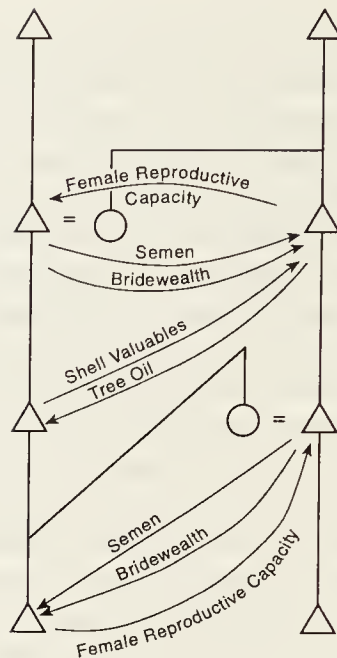 Female Reproductive
Capacity
=
Semen
Bridewealth
Shell Valuables
Tree Oil
=
Semen
Bridewealth
Female Reproductive Capacity